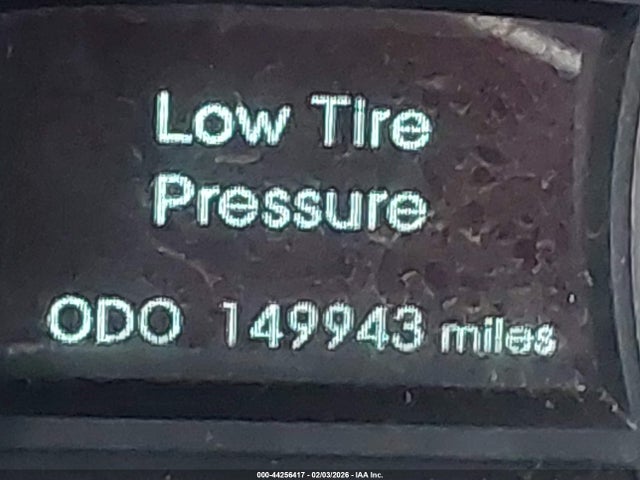 Low Tire
Pressure
ODO 149943 miles
000-44256417 - 02/03/2026 - IAA Inc.